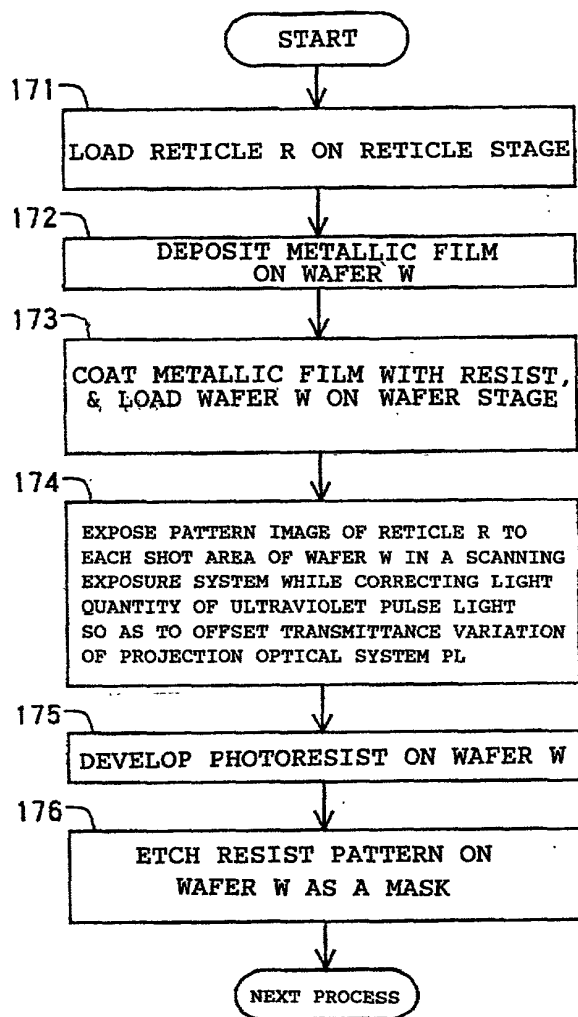 START
171
LOAD RETICLE R ON RETICLE STAGE
172
DEPOSIT METALLIC FILM
ON WAFER W
173
COAT METALLIC FILM WITH RESIST,
& LOAD WAFER W ON WAFER STAGE
174
EXPOSE PATTERN IMAGE OF RETICLE R TO
EACH SHOT AREA OF WAFER W IN A SCANNING
EXPOSURE SYSTEM WHILE CORRECTING LIGHT
QUANTITY OF ULTRAVIOLET PULSE LIGHT
SO AS TO OFFSET TRANSMITTANCE VARIATION
OF PROJECTION OPTICAL SYSTEM PL
175
DEVELOP PHOTORESIST ON WAFER W
176
ETCH RESIST PATTERN ON
WAFER W AS A MASK
NEXT PROCESS